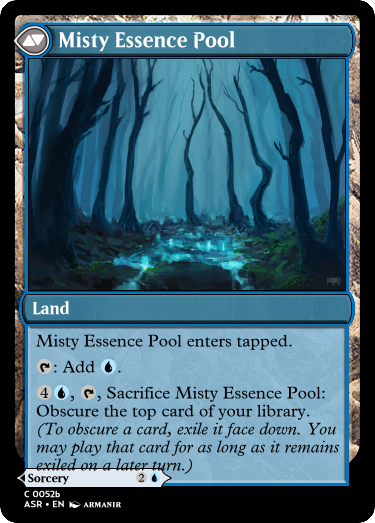 Misty Essence Pool
Land
Misty Essence Pool enters tapped.
: Add .
4 , , Sacrifice Misty Essence Pool:
Obscure the top card of your library.
(To obscure a card, exile it face down. You
may play that card for as long as it remains
exiled on a later turn.)
Sorcery 2
C 0052b
ASR • EN ARMANIR